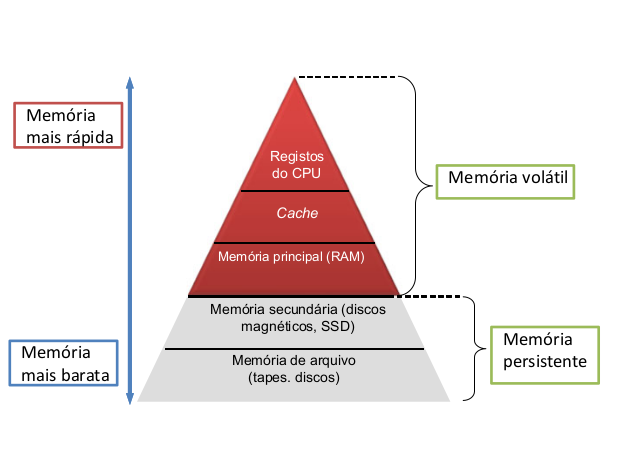 Memória
mais rápida
Registos
do CPU
Memória volátil
Cache
Memória principal (RAM)
Memória secundária (discos
magnéticos, SSD)
Memória
mais barata
Memória
persistente
Memória de arquivo
(tapes. discos)